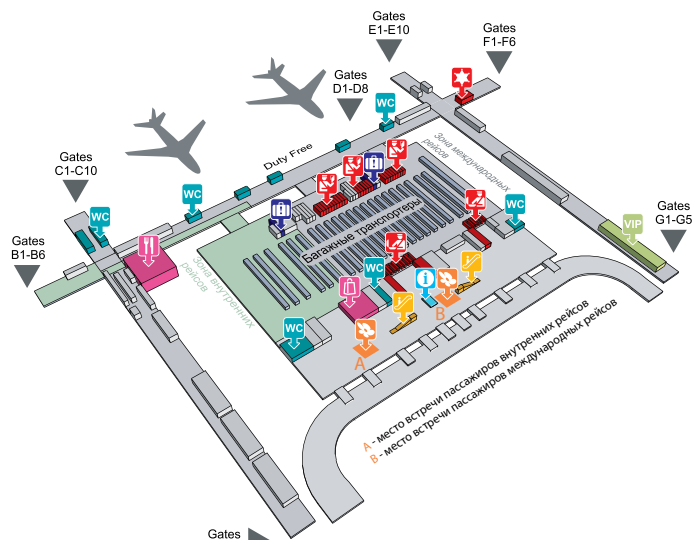 Gates
E1-E10
Gates
F1-F6
Gates
D1-D8
WC
Duty Free
Зона международных
рейсов
Gates
C1-C10
WC
WC
Gates
B1-B6
Багажные транспортеры
WC
Gates
G1-G5
VIP
Зона внутренних
рейсов
WC
i
B
WC
A
A - место встречи пассажиров внутренних рейсов
B - место встречи пассажиров международных рейсов
Gates